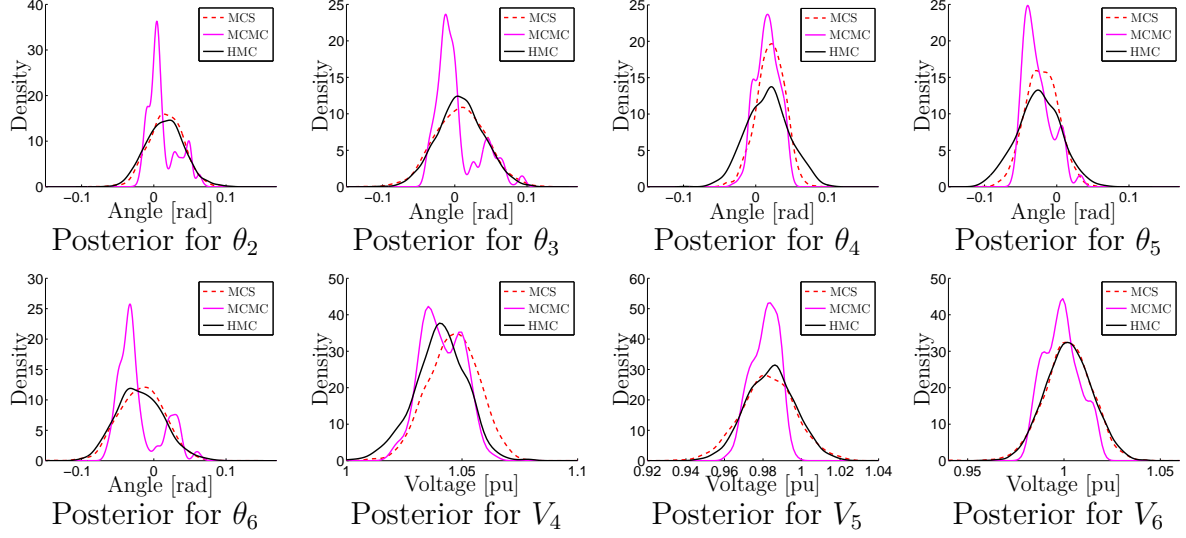 40
30
20
10
0
Density
−0.1
0
0.1
Angle [rad]
MCS
MCMC
HMC
Posterior for θ2
25
20
15
10
5
0
Density
−0.1
0
0.1
Angle [rad]
MCS
MCMC
HMC
Posterior for θ3
25
20
15
10
5
0
Density
−0.1
0
0.1
Angle [rad]
MCS
MCMC
HMC
Posterior for θ4
25
20
15
10
5
0
Density
−0.1
0
0.1
Angle [rad]
MCS
MCMC
HMC
Posterior for θ5
30
25
20
15
10
5
0
Density
−0.1
0
0.1
Angle [rad]
MCS
MCMC
HMC
Posterior for θ6
50
40
30
20
10
0
Density
1
1.05
1.1
Voltage [pu]
MCS
MCMC
HMC
Posterior for V4
60
50
40
30
20
10
0
Density
0.92
0.94
0.96
0.98
1
1.02
1.04
Voltage [pu]
MCS
MCMC
HMC
Posterior for V5
50
40
30
20
10
0
Density
0.95
1
1.05
Voltage [pu]
MCS
MCMC
HMC
Posterior for V6